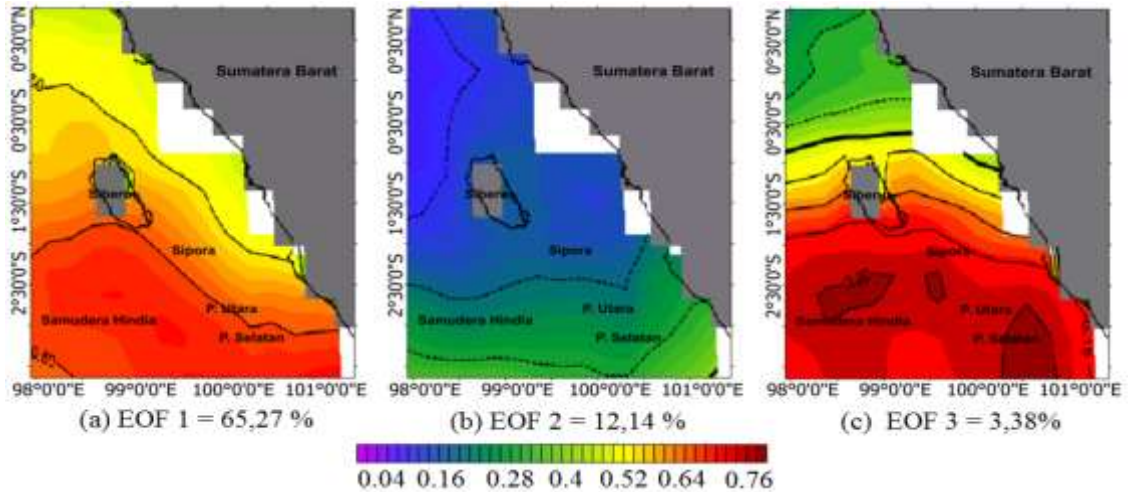 Sumatera Barat
Siberut
Sipora
P. Utara
Samudera Hindia
P. Selatan
0°30'0"S
0°30'0"S
1°30'0"S
2°30'0"S
98°0'0"E
99°0'0"E
100°0'0"E
101°0'0"E
(a) EOF 1 = 65,27 %
Sumatera Barat
Siberut
Sipora
P. Utara
Samudera Hindia
P. Selatan
0°30'0"S
0°30'0"S
1°30'0"S
2°30'0"S
98°0'0"E
99°0'0"E
100°0'0"E
101°0'0"E
(b) EOF 2 = 12,14 %
Sumatera Barat
Sipora
P. Utara
Samudera Hindia
P. Selatan
0°30'0"S
0°30'0"S
1°30'0"S
2°30'0"S
98°0'0"E
99°0'0"E
100°0'0"E
101°0'0"E
(c) EOF 3 = 3,38%
0.04 0.16 0.28 0.4 0.52 0.64 0.76